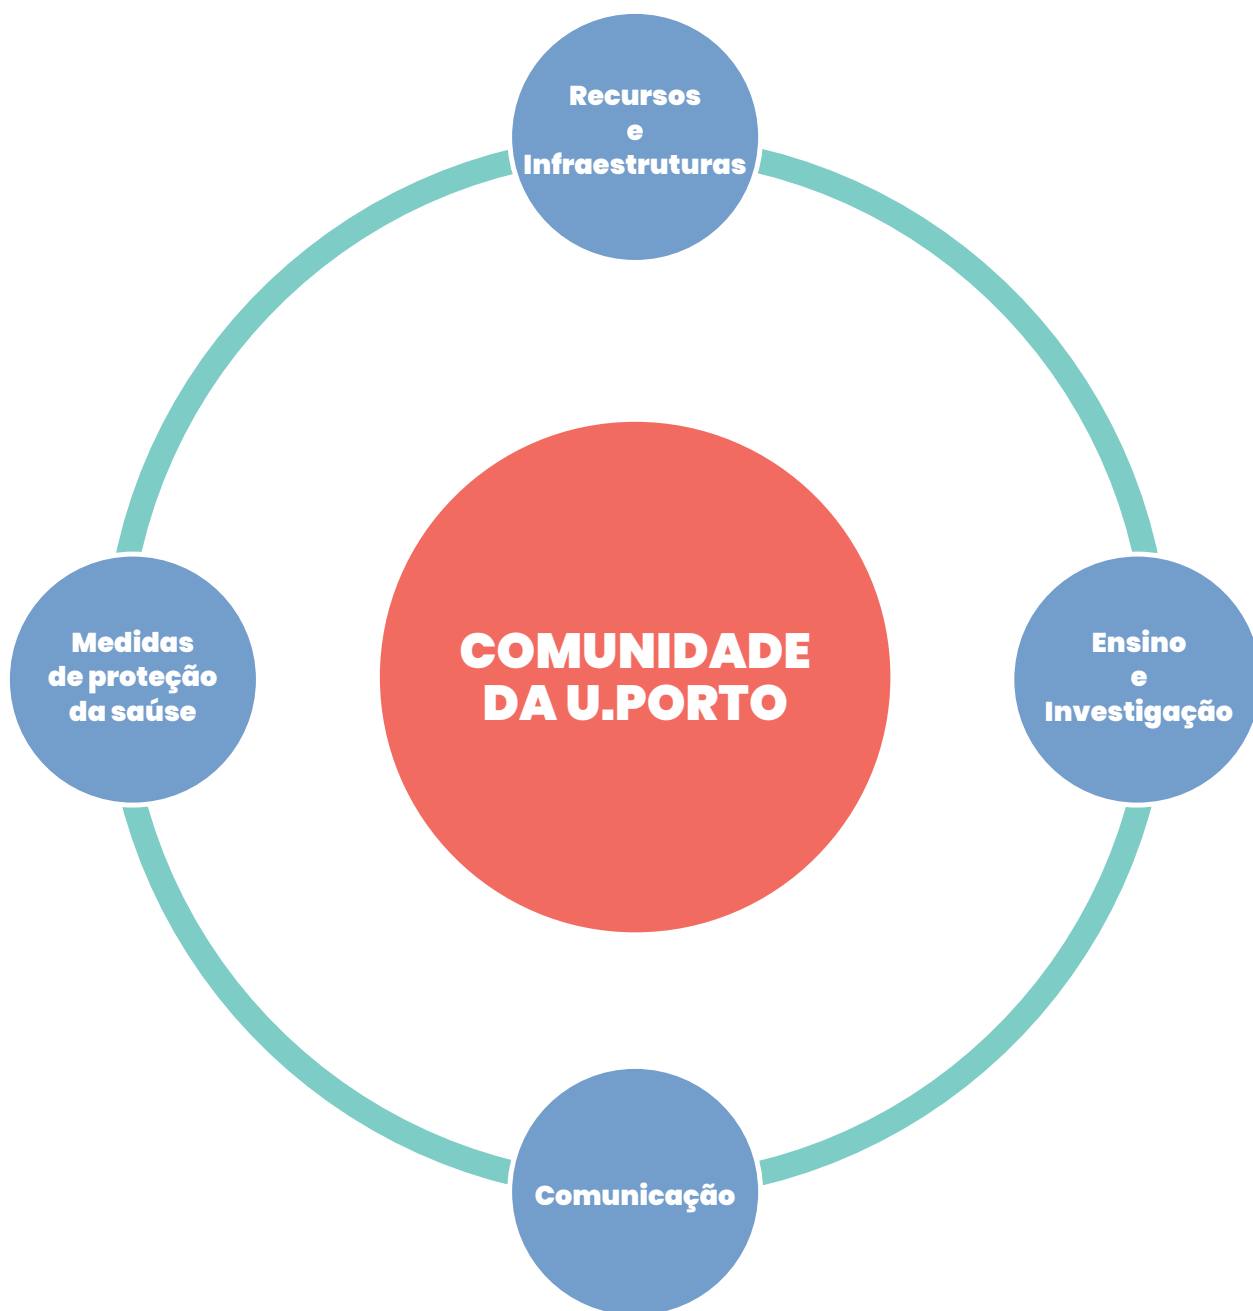 Recursos
e
Infraestruturas
COMUNIDADE
DA U.PORTO
Medidas
de proteção
da saúse
Ensino
e
Investigação
Comunicação